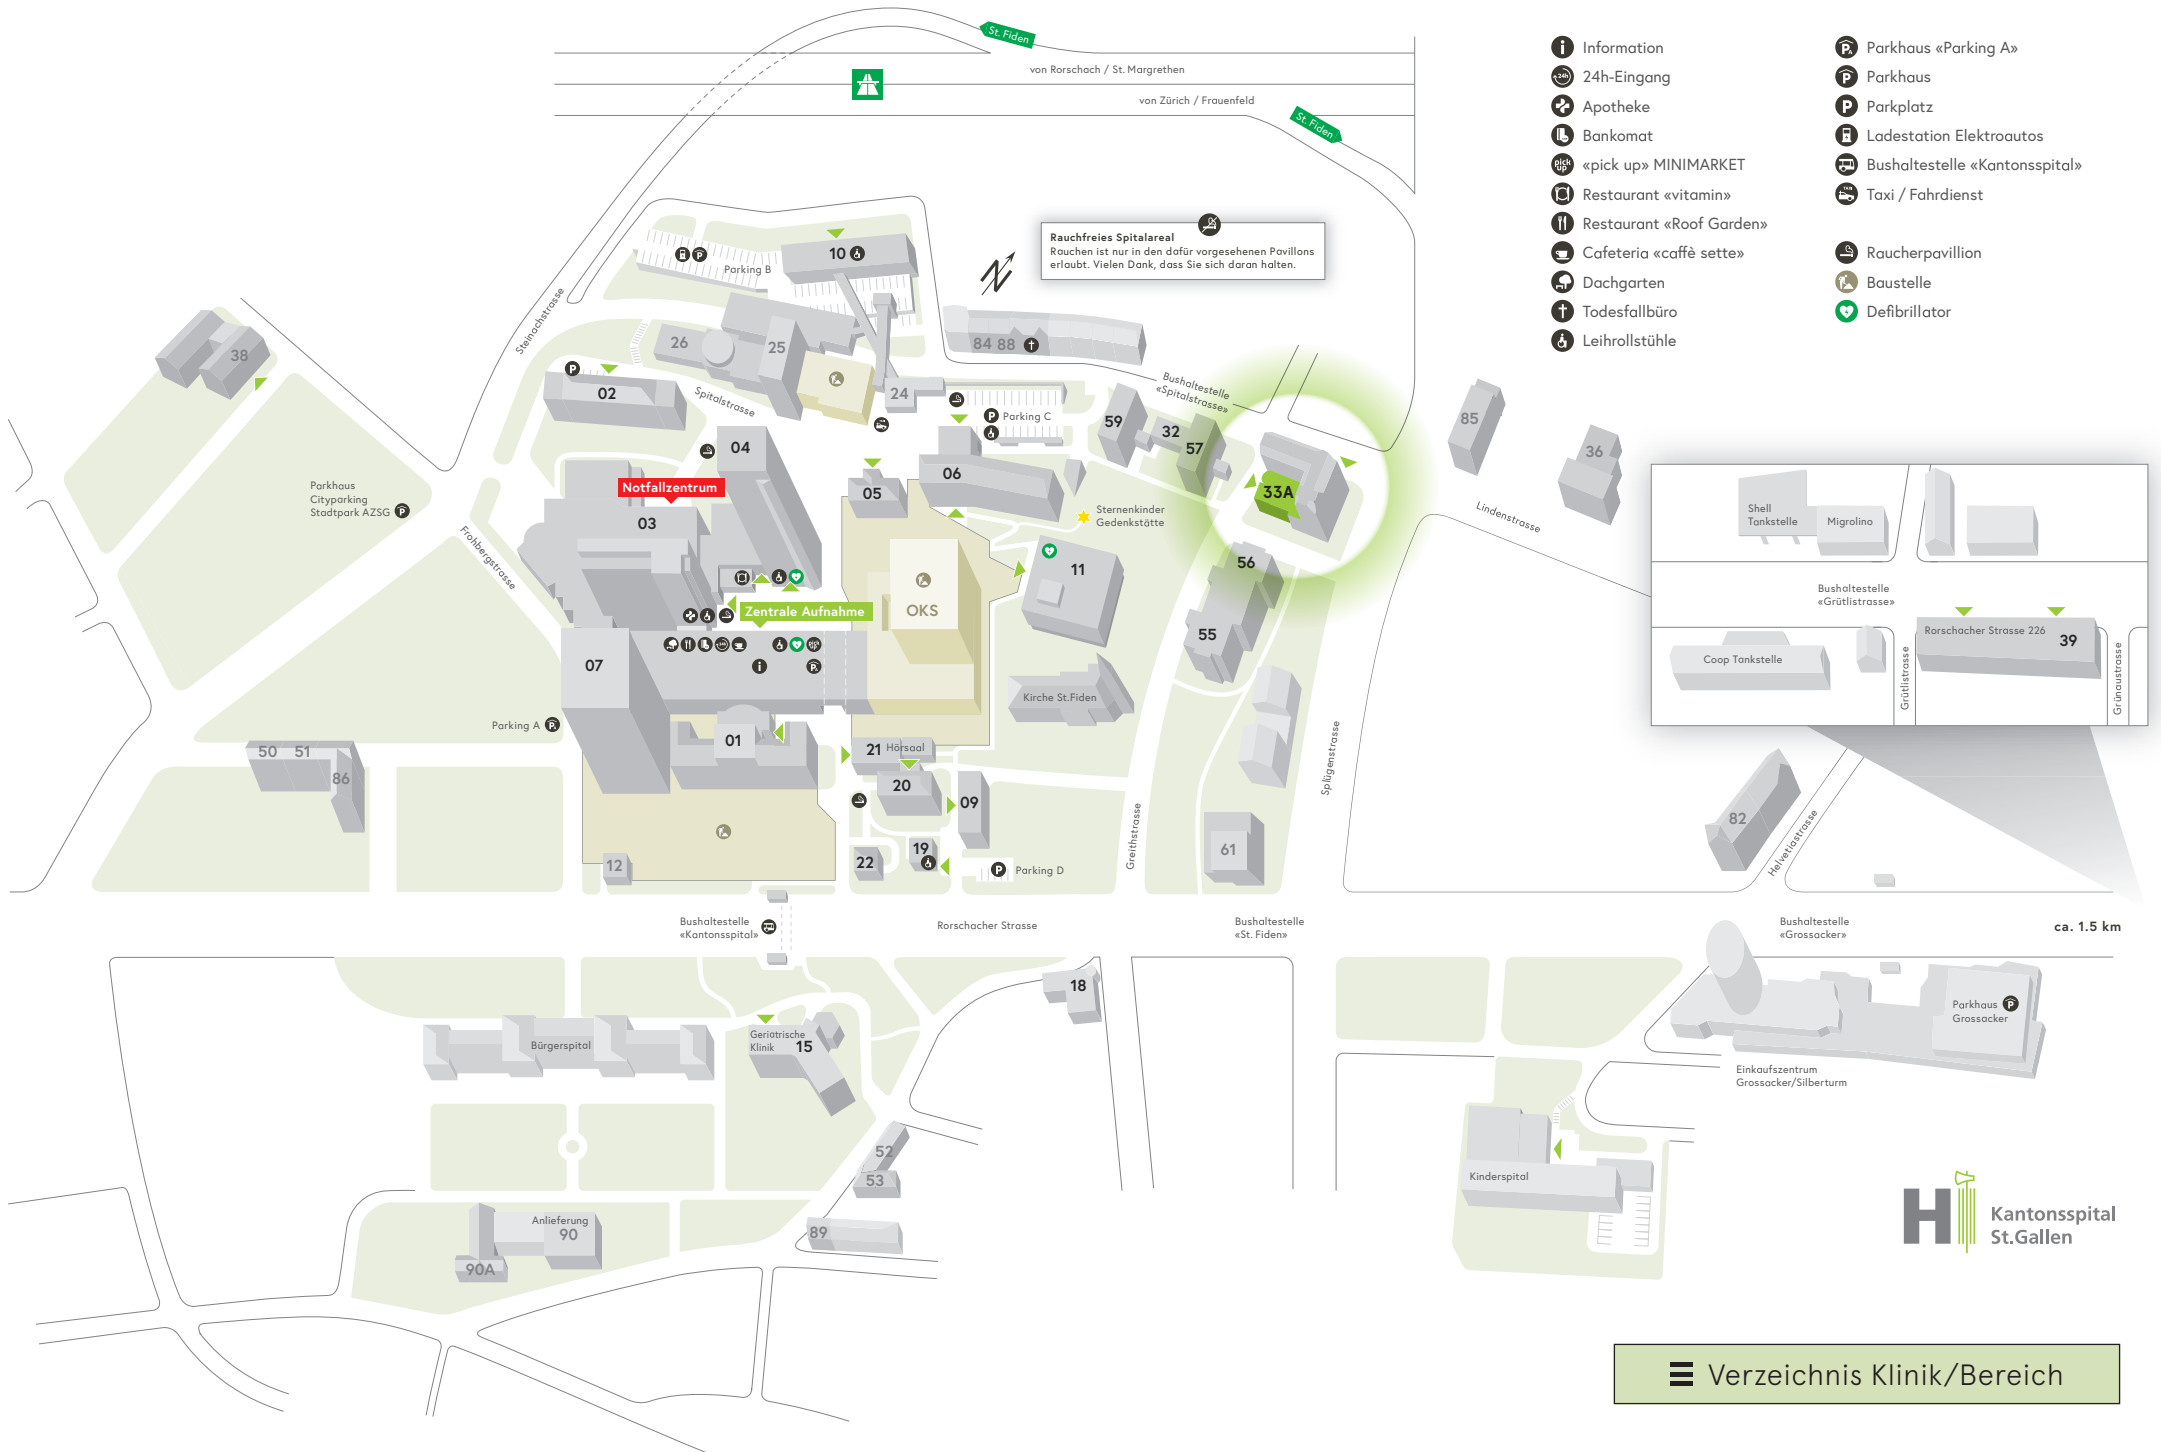 St. Fiden
von Rorschach / St. Margrethen
von Zürich / Frauenfeld
St. Fiden
Information
24h-Eingang
Apotheke
Bankomat
«pick up» MINIMARKET
Restaurant «vitamin»
Restaurant «Roof Garden»
Cafeteria «caffè sette»
Dachgarten
Todesfallbüro
Leihrollstühle
Parkhaus «Parking A»
Parkhaus
Parkplatz
Ladestation Elektroautos
Bushaltestelle «Kantonsspital»
Taxi / Fahrdienst
Raucherpavillion
Baustelle
Defibrillator
Rauchfreies Spitalareal
Rauchen ist nur in den dafür vorgesehenen Pavillons
erlaubt. Vielen Dank, dass Sie sich daran halten.
N
Parking B
10
Steinachstrasse
38
26
25
84 88
02
Spitalstrasse
24
Parking C
Bushaltestelle
«Spitalstrasse»
59
32
57
85
36
04
Notfallzentrum
03
05
06
33A
Sternenkinder
Gedenkstätte
Lindenstrasse
Parkhaus
Cityparking
Stadtpark AZSG
Frohbergstrasse
11
56
55
OKS
Zentrale Aufnahme
07
Kirche St.Fiden
Parking A
01
21 Hörsaal
20
09
50 51
86
12
22
19
Parking D
Greithstrasse
Splügenstrasse
61
82
Helvetiastrasse
Shell
Tankstelle
Migrolino
Bushaltestelle
«Grütlistrasse»
Coop Tankstelle
Grütlistrasse
Rorschacher Strasse 226
39
Grünaustrasse
Bushaltestelle
«Kantonsspital»
Rorschacher Strasse
Bushaltestelle
«St. Fiden»
Bushaltestelle
«Grossacker»
ca. 1.5 km
18
Bürgerspital
Geriatrische
Klinik
15
Parkhaus
Grossacker
Einkaufszentrum
Grossacker/Silberturm
52
53
89
Anlieferung
90
90A
Kinderspital
Kantonsspital
St.Gallen
Verzeichnis Klinik/Bereich